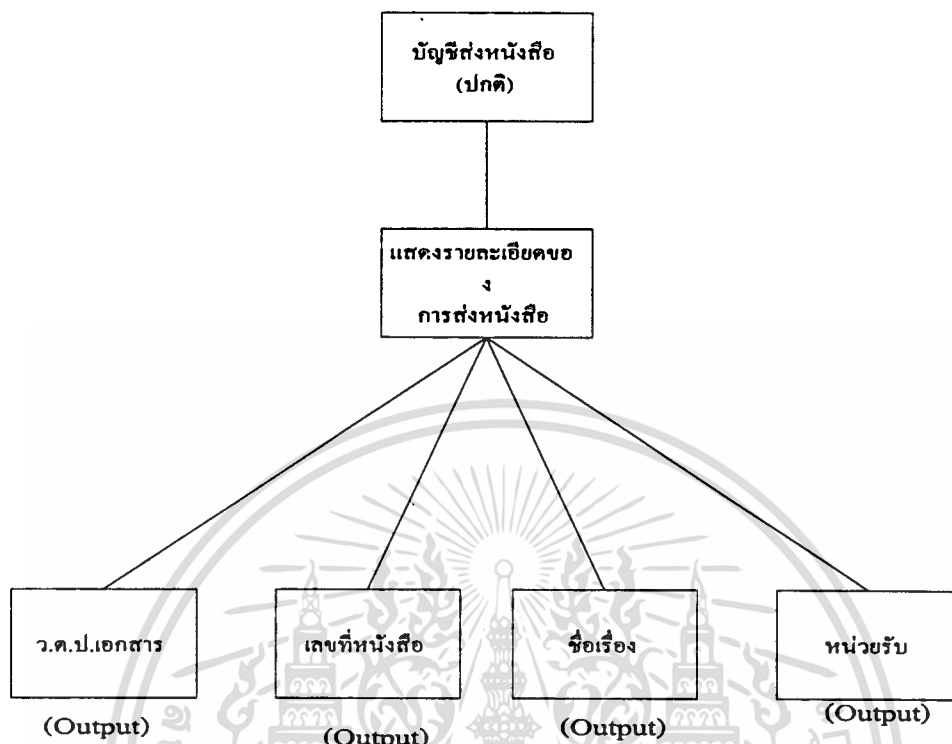 บัญชีส่งหนังสือ
(ปกติ)
แสดงรายละเอียดขอ
ง
การส่งหนังสือ
ว.ด.ป.เอกสาร
เลขที่หนังสือ
ชื่อเรื่อง
หน่วยรับ
(Output)
(Output)
(Output)
(Output)